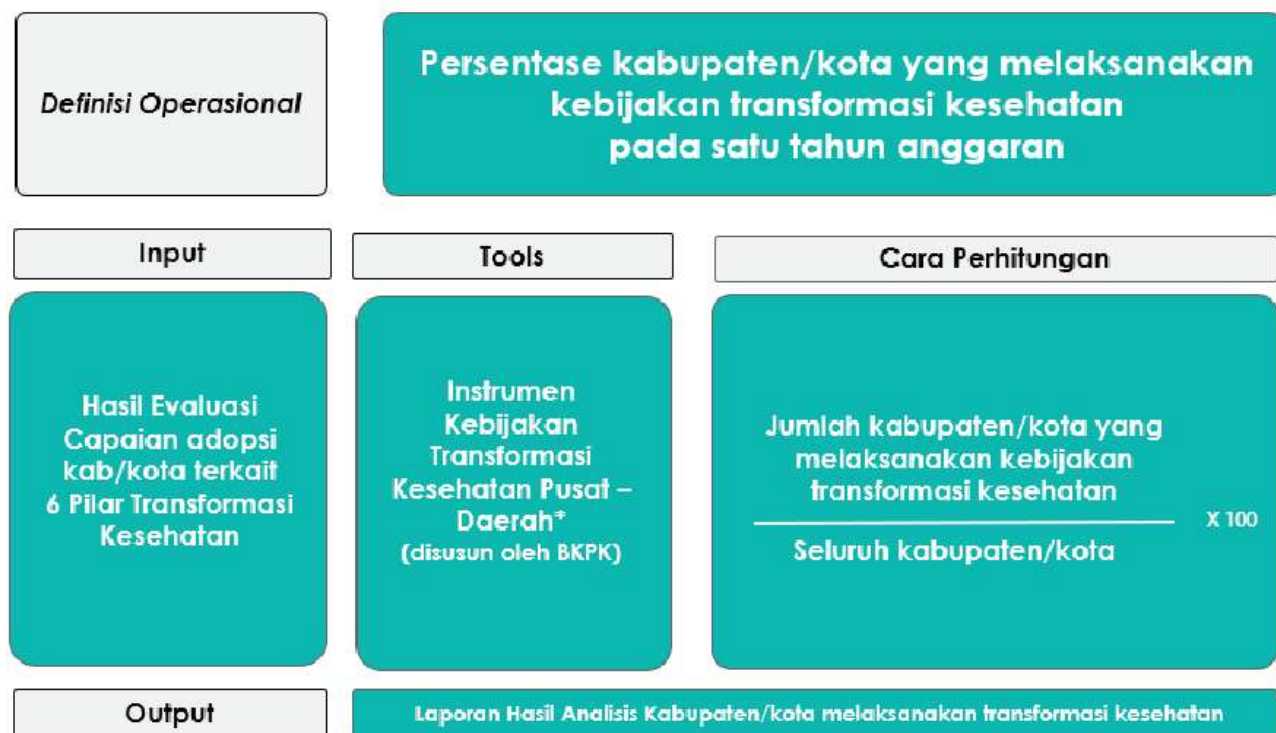 Definisi Operasional
Persentase kabupaten/kota yang melaksanakan
kebijakan transformasi kesehatan
pada satu tahun anggaran
Input
Tools
Cara Perhitungan
Hasil Evaluasi
Capaian adopsi
kab/kota terkait
6 Pilar Transformasi
Kesehatan
Instrumen
Kebijakan
Transformasi
Kesehatan Pusat –
Daerah*
(disusun oleh BKPK)
Jumlah kabupaten/kota yang
melaksanakan kebijakan
transformasi kesehatan
X 100
Seluruh kabupaten/kota
Output
Laporan Hasil Analisis Kabupaten/kota melaksanakan transformasi kesehatan